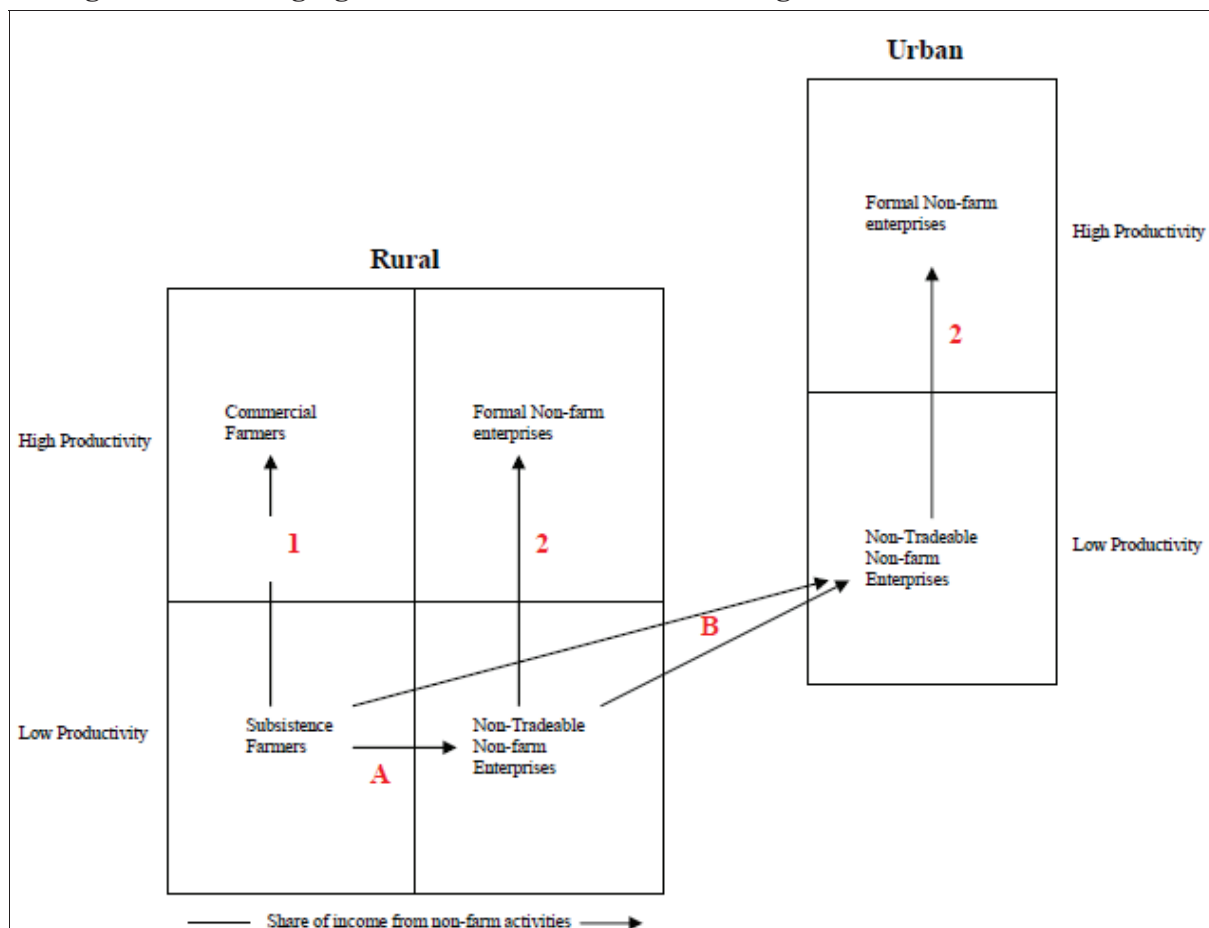 Urban
Formal Non-farm
enterprises
High Productivity
2
Rural
Commercial
Farmers
Formal Non-farm
enterprises
High Productivity
1
2
Non-Tradeable
Non-farm
Enterprises
Low Productivity
B
Subsistence
Farmers
Non-Tradeable
Non-farm
Enterprises
Low Productivity
A
Share of income from non-farm activities